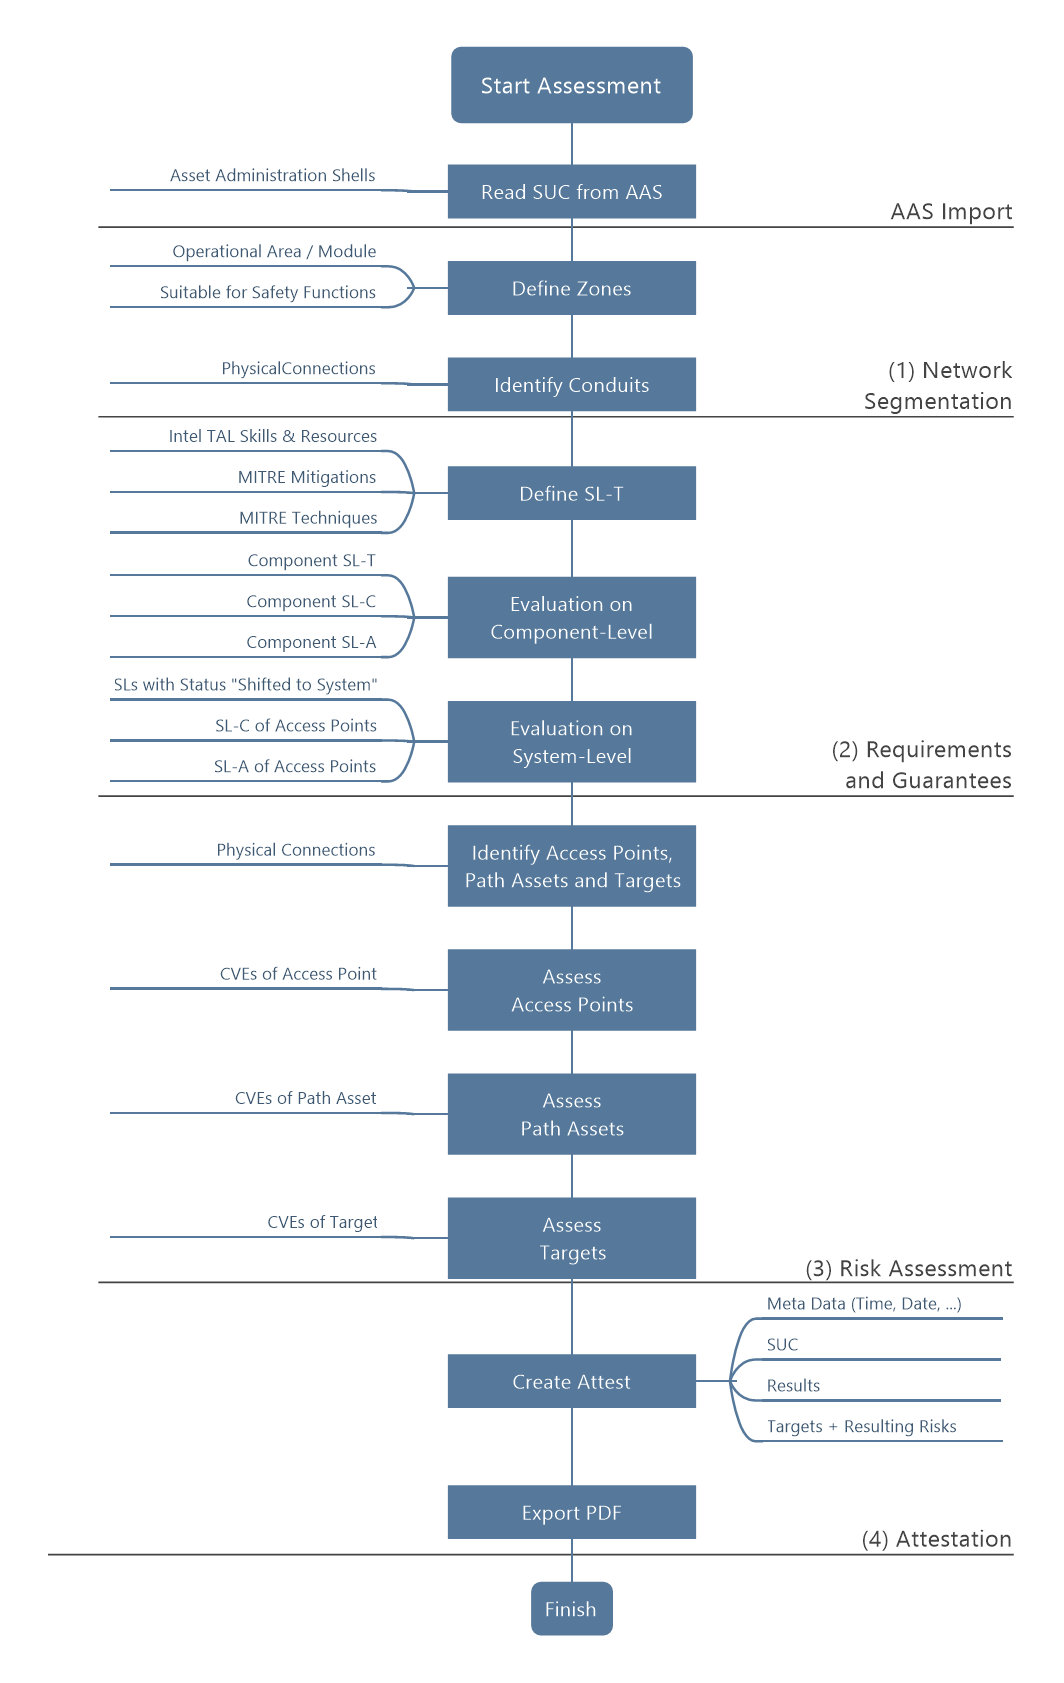 Start Assessment
Asset Administration Shells
Read SUC from AAS
AAS Import
Operational Area / Module
Suitable for Safety Functions
Define Zones
PhysicalConnections
Identify Conduits
(1) Network
Segmentation
Intel TAL Skills & Resources
MITRE Mitigations
MITRE Techniques
Define SL-T
Component SL-T
Component SL-C
Component SL-A
Evaluation on
Component-Level
SLs with Status "Shifted to System"
SL-C of Access Points
SL-A of Access Points
Evaluation on
System-Level
(2) Requirements
and Guarantees
Physical Connections
Identify Access Points,
Path Assets and Targets
CVEs of Access Point
Assess
Access Points
CVEs of Path Asset
Assess
Path Assets
CVEs of Target
Assess
Targets
(3) Risk Assessment
Meta Data (Time, Date, ...)
SUC
Results
Targets + Resulting Risks
Create Attest
Export PDF
(4) Attestation
Finish